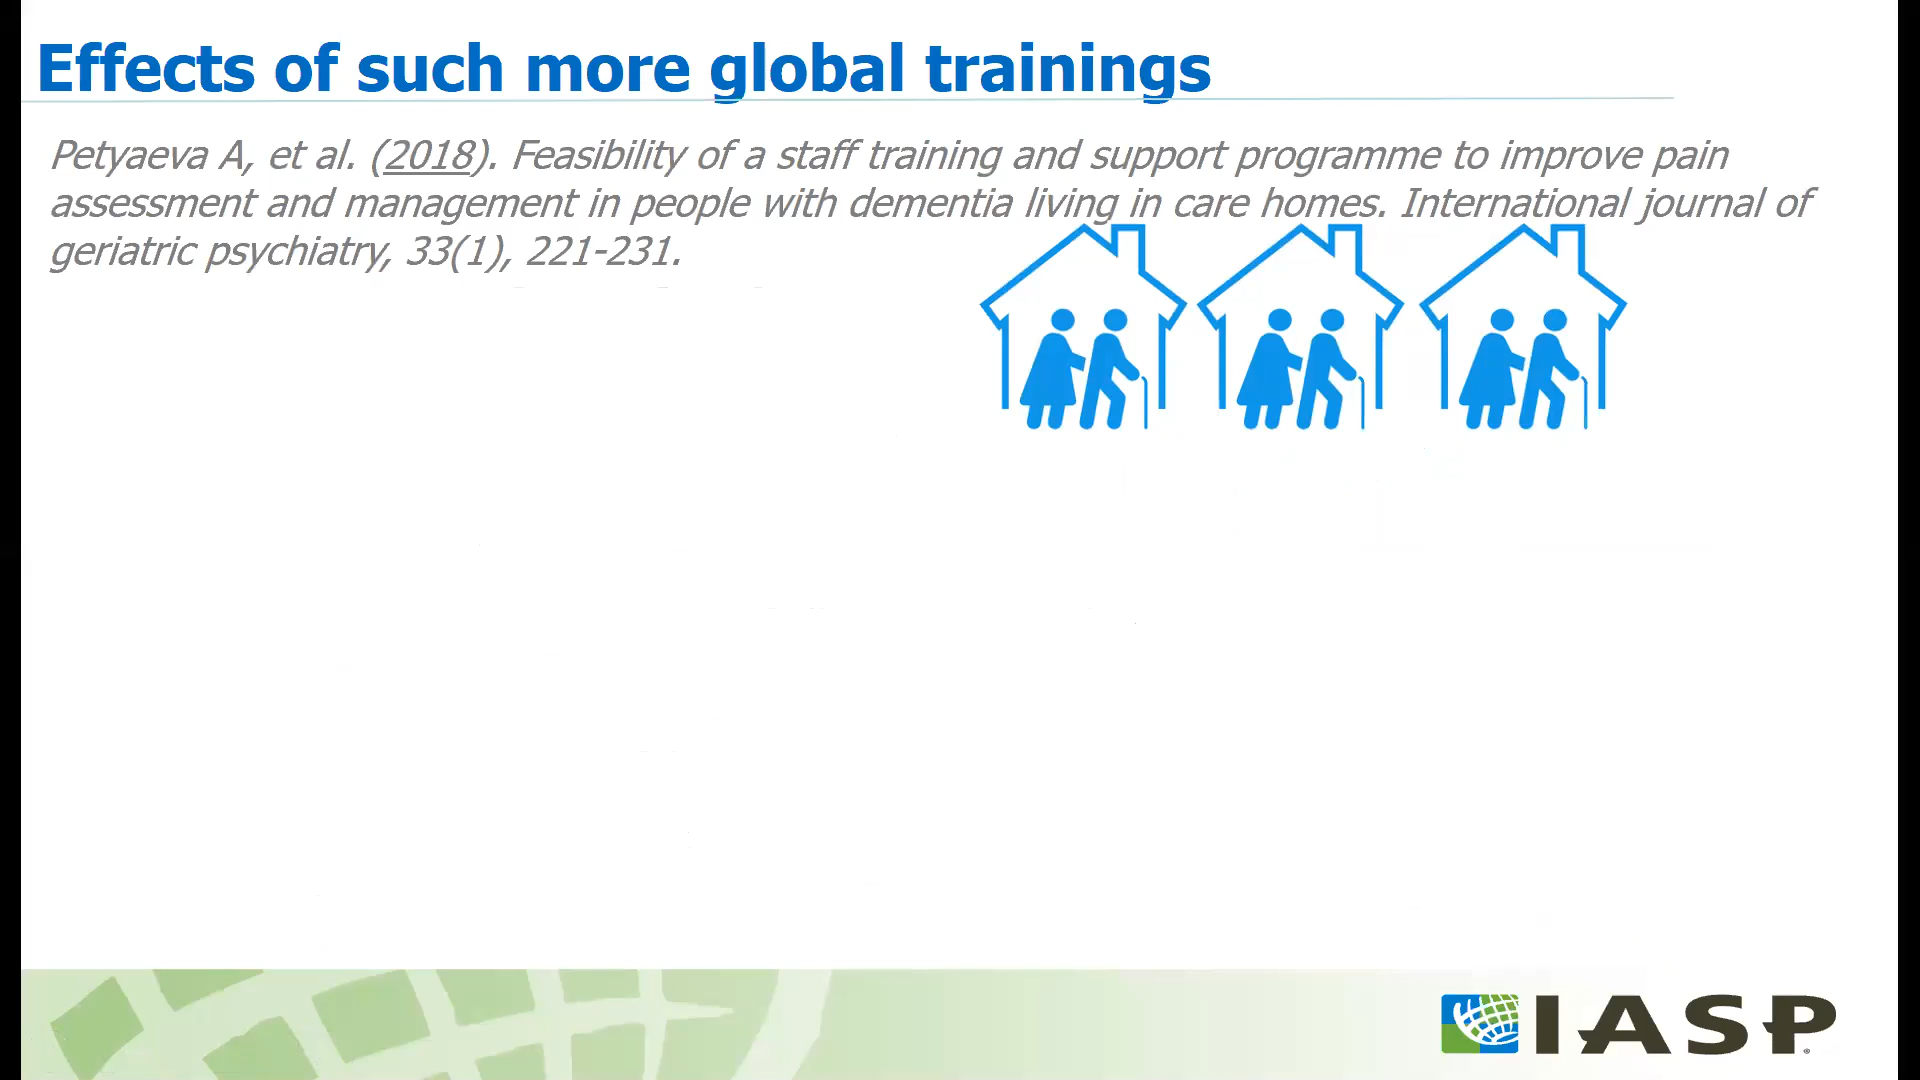 Effects of such more global trainings
Petyaeva A, et al. (2018). Feasibility of a staff training and support programme to improve pain
assessment and management in people with dementia living in care homes. International journal of
geriatric psychiatry, 33(1), 221-231.
IASP®